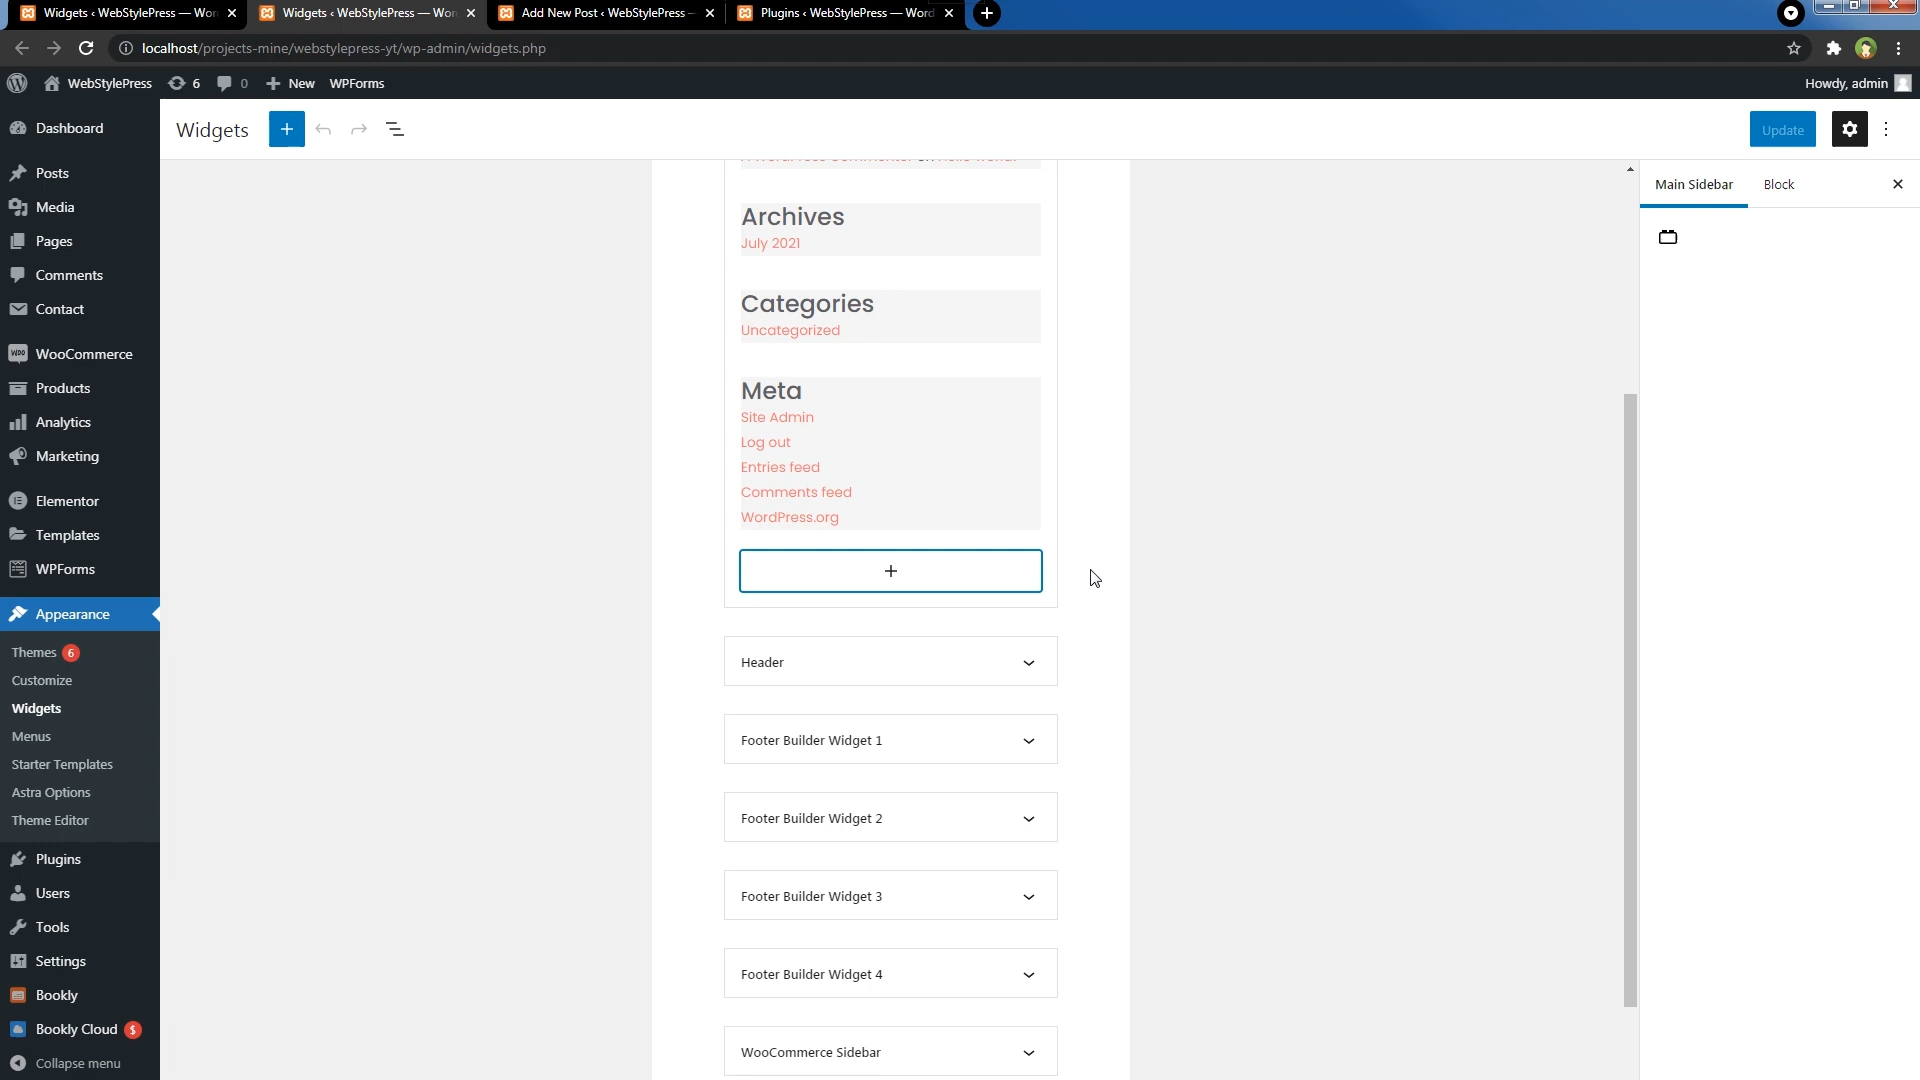 Widgets ‹ WebStylePress — Wor
Widgets ‹ WebStylePress — Wor
Add New Post ‹ WebStylePress –
Plugins ‹ WebStylePress — Word
localhost/projects-mine/webstylepress-yt/wp-admin/widgets.php
WebStylePress
6
0
New
WPForms
Howdy, admin
Widgets
Update
Dashboard
Posts
Media
Pages
Comments
Contact
WooCommerce
Products
Analytics
Marketing
Elementor
Templates
WPForms
Appearance
Themes 6
Customize
Widgets
Menus
Starter Templates
Astra Options
Theme Editor
Plugins
Users
Tools
Settings
Bookly
Bookly Cloud $
Collapse menu
Archives
July 2021
Categories
Uncategorized
Meta
Site Admin
Log out
Entries feed
Comments feed
WordPress.org
Header
Footer Builder Widget 1
Footer Builder Widget 2
Footer Builder Widget 3
Footer Builder Widget 4
WooCommerce Sidebar
Main Sidebar
Block